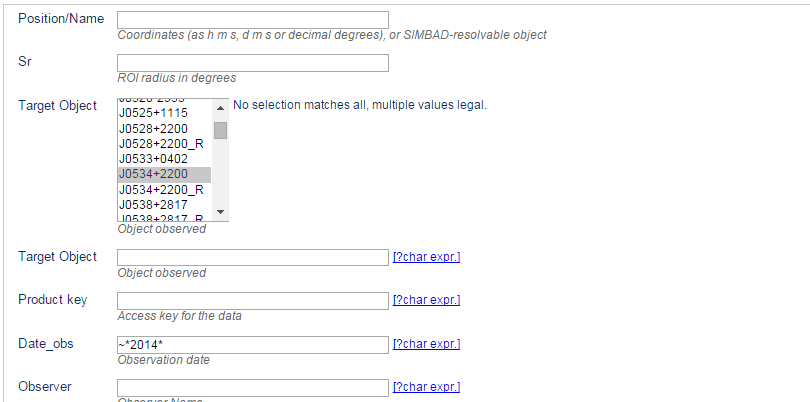 Position/Name
Coordinates (as h m s, d m s or decimal degrees), or SIMBAD-resolvable object
Sr
ROI radius in degrees
Target Object
No selection matches all, multiple values legal.
J0525+1115
J0528+2200
J0528+2200_R
J0533+0402
J0534+2200
J0534+2200_R
J0538+2817
J0538+2817_R
Object observed
Target Object [?char expr.]
Object observed
Product key [?char expr.]
Access key for the data
Date_obs ~*2014* [?char expr.]
Observation date
Observer [?char expr.]
Observer Name